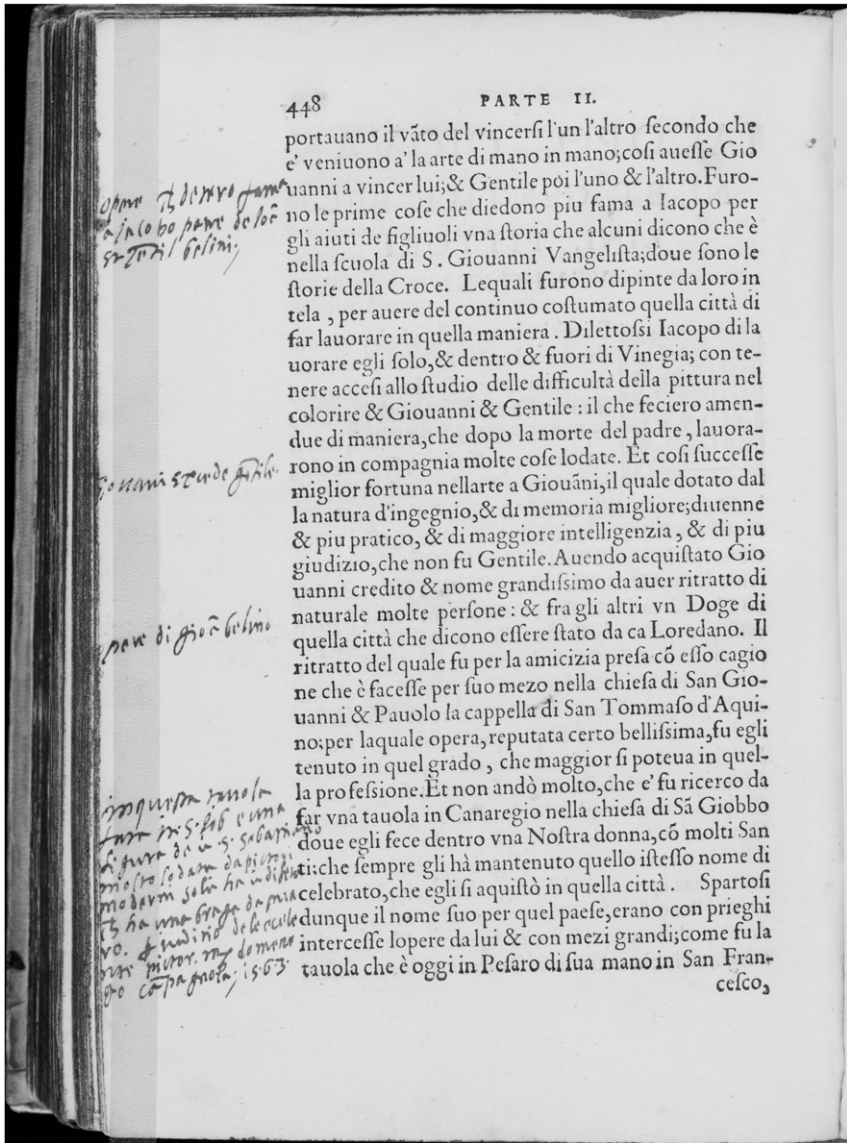 448 PARTE II.
portauano il vãto del vincersi l'un l'altro secondo che
e' veniuono a' la arte di mano in mano;cosi auesse Gio
uanni a vincer lui;& Gentile poi l'uno & l'altro.Furo-
no le prime cose che diedono piu fama a Iacopo per
gli aiuti de figliuoli vna storia che alcuni dicono che è
nella scuola di S. Giouanni Vangelista;doue sono le
storie della Croce. Lequali furono dipinte da loro in
tela , per auere del continuo costumato quella città di
far lauorare in quella maniera . Dilettossi Iacopo di la
uorare egli solo,& dentro & fuori di Vinegia; con te-
nere accesi allo studio delle difficultà della pittura nel
colorire & Giouanni & Gentile : il che feciero amen-
due di maniera,che dopo la morte del padre , lauora-
rono in compagnia molte cose lodate. Et cosi successe
miglior fortuna nellarte a Giouãni,il quale dotato dal
la natura d'ingegnio,& di memoria migliore;diuenne
& piu pratico, & di maggiore intelligenzia , & di piu
giudizio,che non fu Gentile.Auendo acquistato Gio
uanni credito & nome grandissimo da auer ritratto di
naturale molte persone : & fra gli altri vn Doge di
quella città che dicono essere stato da ca Loredano. Il
ritratto del quale fu per la amicizia presa cõ esso cagio
ne che è facesse per suo mezo nella chiesa di San Gio-
uanni & Pauolo la cappella di San Tommaso d'Aqui-
no;per laquale opera,reputata certo bellissima,fu egli
tenuto in quel grado , che maggior si poteua in quel-
la professione.Et non andò molto,che e' fu ricerco da
far vna tauola in Canaregio nella chiesa di Sã Giobbo
doue egli fece dentro vna Nostra donna,cõ molti San
ti:che sempre gli hà mantenuto quello istesso nome di
celebrato,che egli si aquistò in quella città . Spartosi
dunque il nome suo per quel paese,erano con prieghi
intercesse lopere da lui & con mezi grandi;come fu la
tauola che è oggi in Pesaro di sua mano in San Fran-
cesco,
opere
fama
a jacobo
belini
di gioã belino
in questa tavola
figura de
moderni
cãpagnola, 1563.